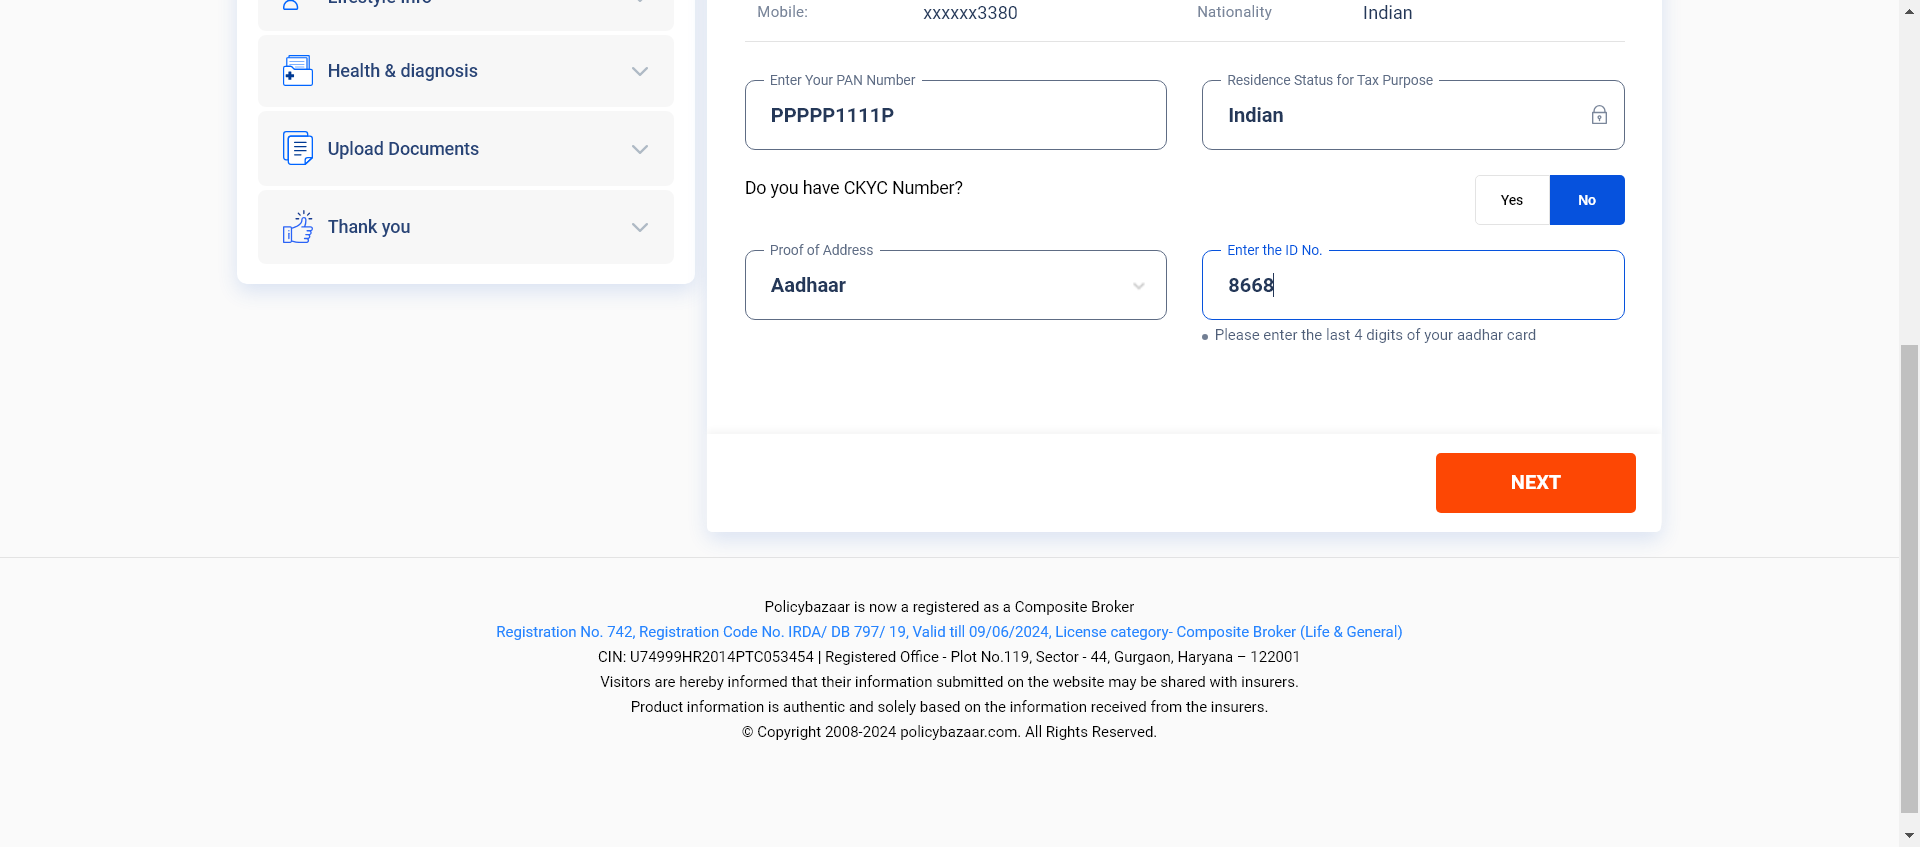 Lifestyle info
Health & diagnosis
Upload Documents
Thank you
Mobile: xxxxxx3380 Nationality Indian
Enter Your PAN Number
PPPPP1111P
Residence Status for Tax Purpose
Indian
Do you have CKYC Number?
Yes No
Proof of Address
Aadhaar
Enter the ID No.
8668
Please enter the last 4 digits of your aadhar card
NEXT
Policybazaar is now a registered as a Composite Broker
Registration No. 742, Registration Code No. IRDA/ DB 797/ 19, Valid till 09/06/2024, License category- Composite Broker (Life & General)
CIN: U74999HR2014PTC053454 | Registered Office - Plot No.119, Sector - 44, Gurgaon, Haryana – 122001
Visitors are hereby informed that their information submitted on the website may be shared with insurers.
Product information is authentic and solely based on the information received from the insurers.
© Copyright 2008-2024 policybazaar.com. All Rights Reserved.